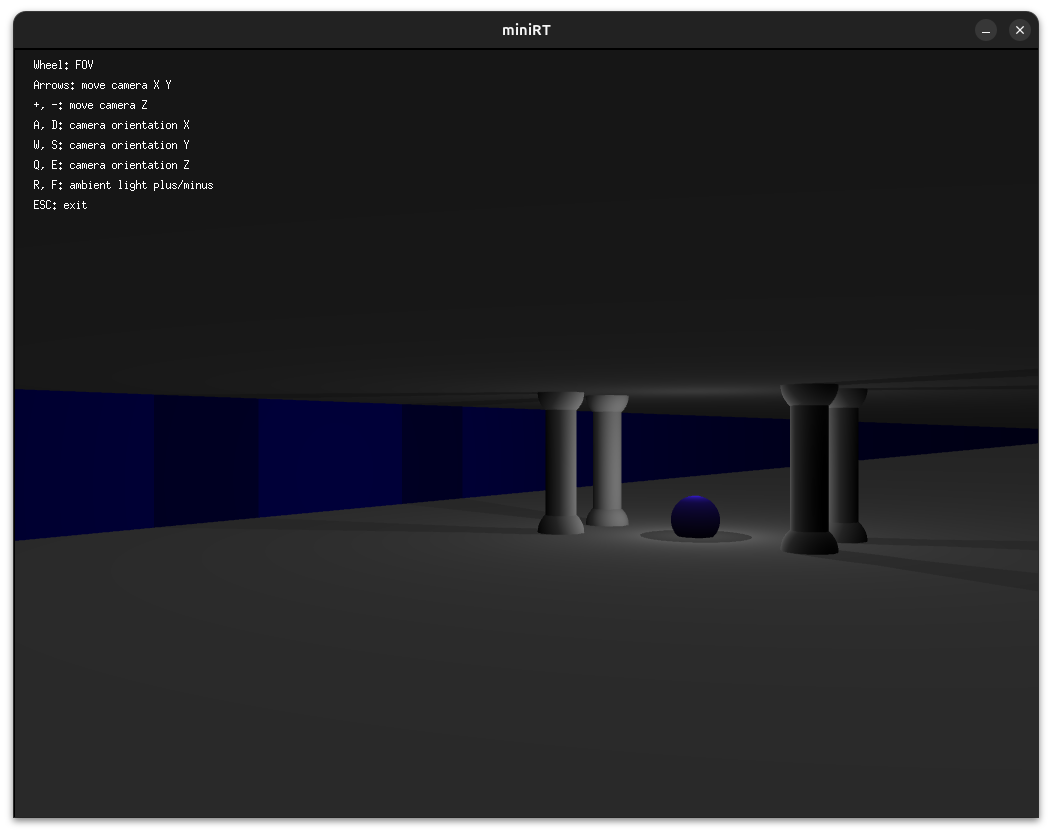 miniRT
Wheel: FOV
Arrows: move camera X Y
+, -: move camera Z
A, D: camera orientation X
W, S: camera orientation Y
Q, E: camera orientation Z
R, F: ambient light plus/minus
ESC: exit